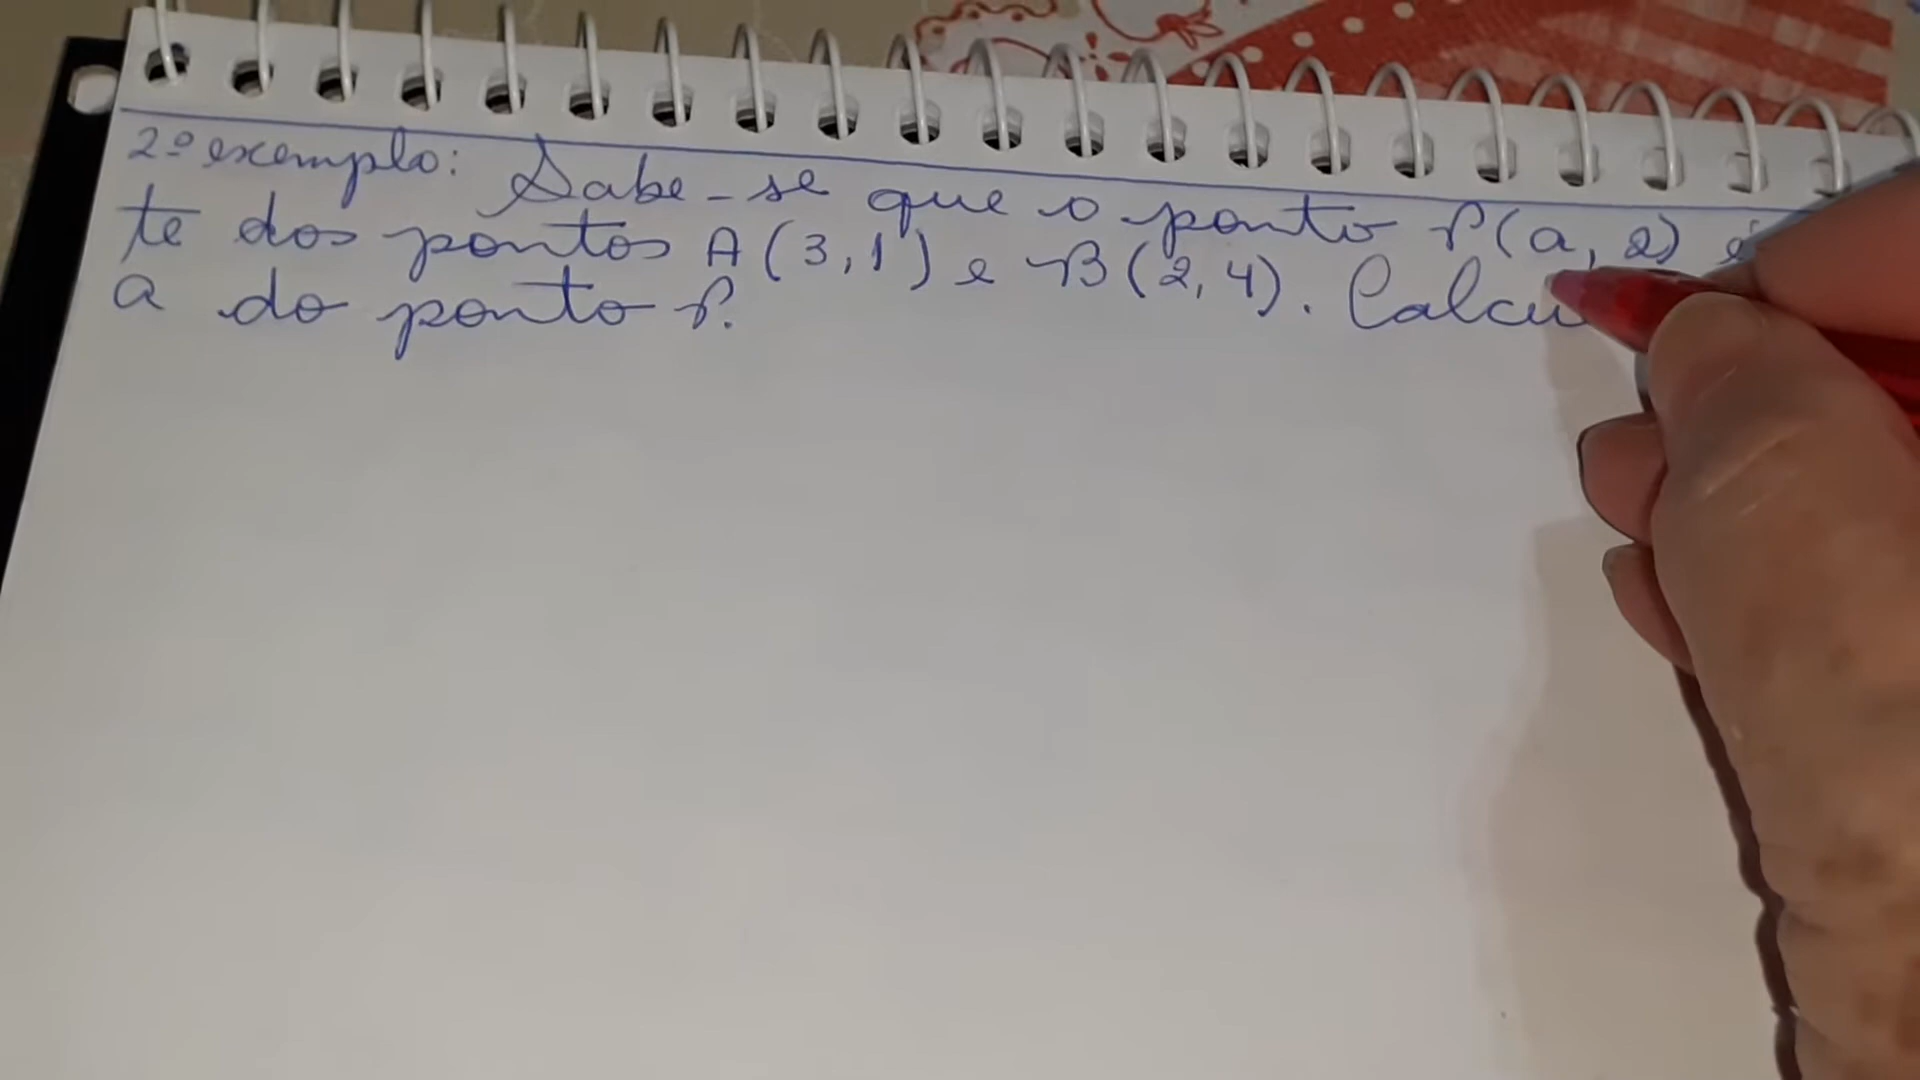 2º exemplo: Sabe-se que o ponto P(a, 2) é
te dos pontos A(3,1) e B(2,4). Calcu
a do ponto P.